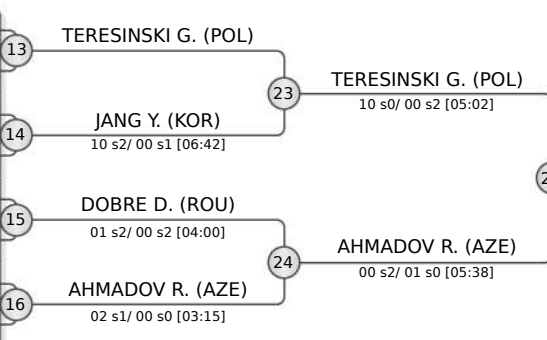 TERESINSKI G. (POL)
13
23
TERESINSKI G. (POL)
10 s0/ 00 s2 [05:02]
JANG Y. (KOR)
14
10 s2/ 00 s1 [06:42]
DOBRE D. (ROU)
15
01 s2/ 00 s2 [04:00]
24
AHMADOV R. (AZE)
00 s2/ 01 s0 [05:38]
AHMADOV R. (AZE)
16
02 s1/ 00 s0 [03:15]